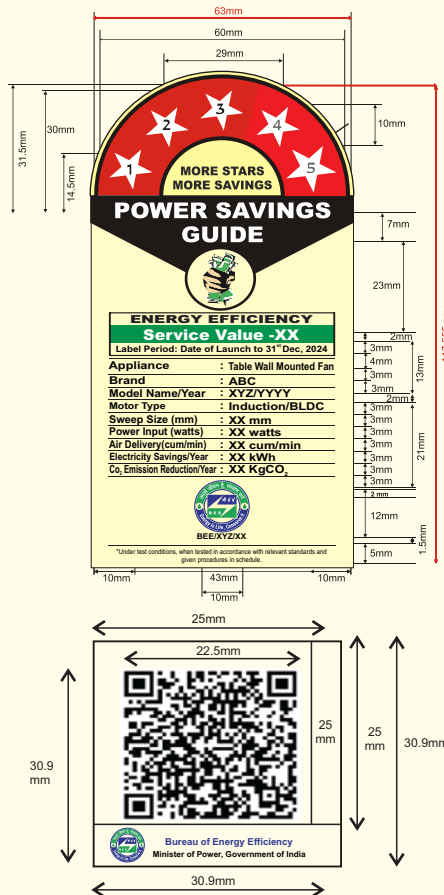 63mm
60mm
29mm
31.5mm
30mm
14.5mm
10mm
1 2 3 4 5
MORE STARS
MORE SAVINGS
POWER SAVINGS
GUIDE
7mm
23mm
ENERGY EFFICIENCY
Service Value -XX
Label Period: Date of Launch to 31st Dec, 2024
Appliance : Table Wall Mounted Fan
Brand : ABC
Model Name/Year : XYZ/YYYY
Motor Type : Induction/BLDC
Sweep Size (mm) : XX mm
Power Input (watts) : XX watts
Air Delivery(cum/min) : XX cum/min
Electricity Savings/Year : XX kWh
Co2 Emission Reduction/Year : XX KgCO2
2mm
3mm
4mm
3mm
3mm
13mm
2mm
3mm
3mm
3mm
3mm
3mm
3mm
3mm
21mm
2 mm
12mm
1.5mm
5mm
BEE/XYZ/XX
*Under test conditions, when tested in accordance with relevant standards and
given procedures in schedule.
10mm
43mm
10mm
10mm
25mm
22.5mm
25
mm
25
mm
30.9
mm
30.9mm
Bureau of Energy Efficiency
Minister of Power, Government of India
30.9mm